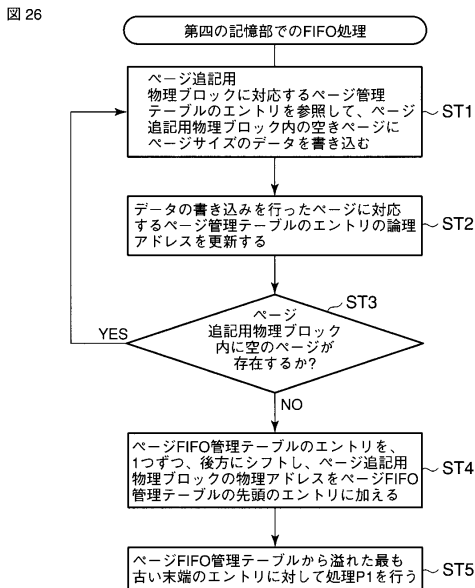 図 26
第四の記憶部でのFIFO処理
ページ追記用
物理ブロックに対応するページ管理
テーブルのエントリを参照して、ページ
追記用物理ブロック内の空きページに
ページサイズのデータを書き込む
ST1
データの書き込みを行ったページに対応
するページ管理テーブルのエントリの論理
アドレスを更新する
ST2
ST3
ページ
追記用物理ブロック
内に空のページが
存在するか?
YES
NO
ページFIFO管理テーブルのエントリを、
1つずつ、後方にシフトし、ページ追記用
物理ブロックの物理アドレスをページFIFO
管理テーブルの先頭のエントリに加える
ST4
ページFIFO管理テーブルから溢れた最も
古い末端のエントリに対して処理P1を行う
ST5